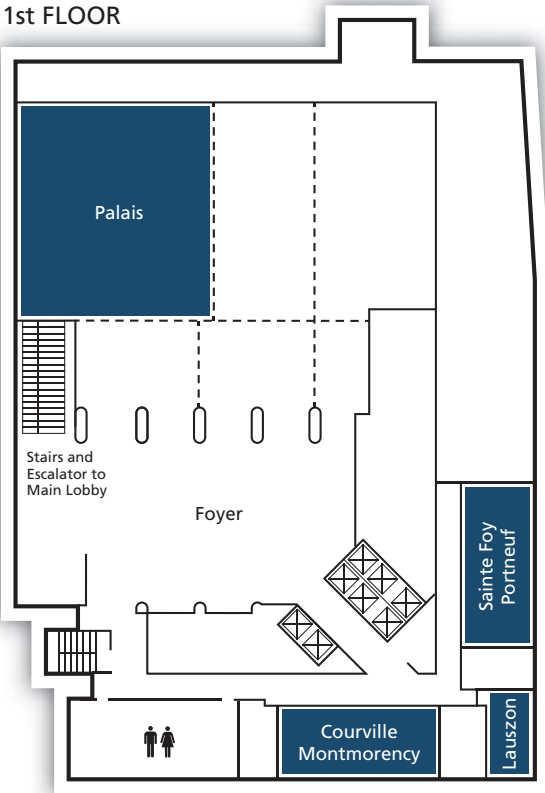 1st FLOOR
Palais
Stairs and
Escalator to
Main Lobby
Foyer
Sainte Foy
Portneuf
Courville
Montmorency
Lauszon